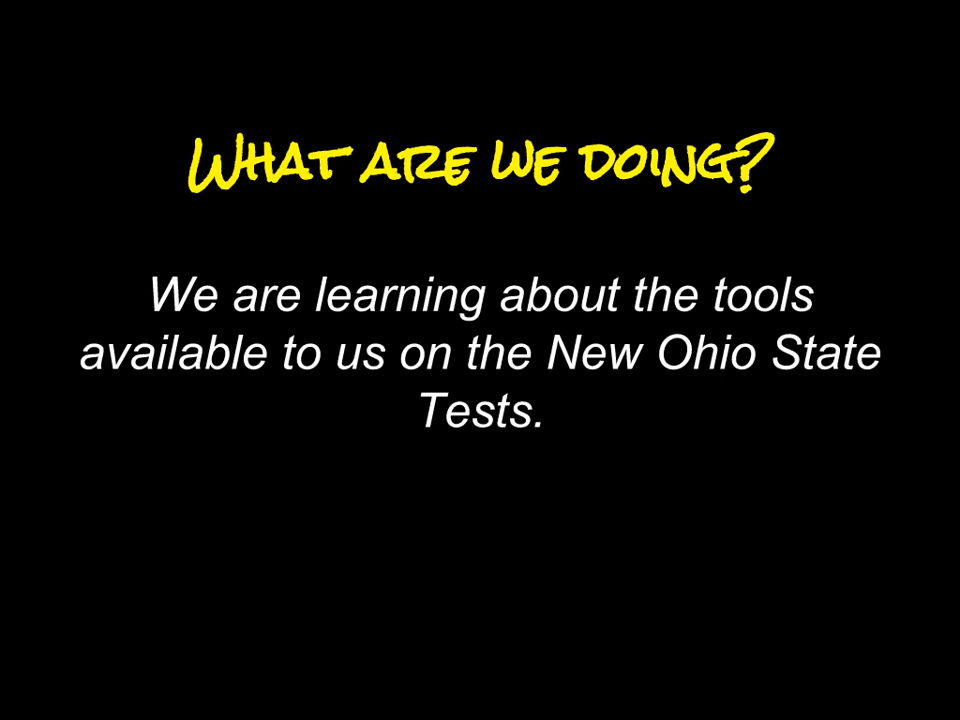 What are we doing?
We are learning about the tools
available to us on the New Ohio State
Tests.